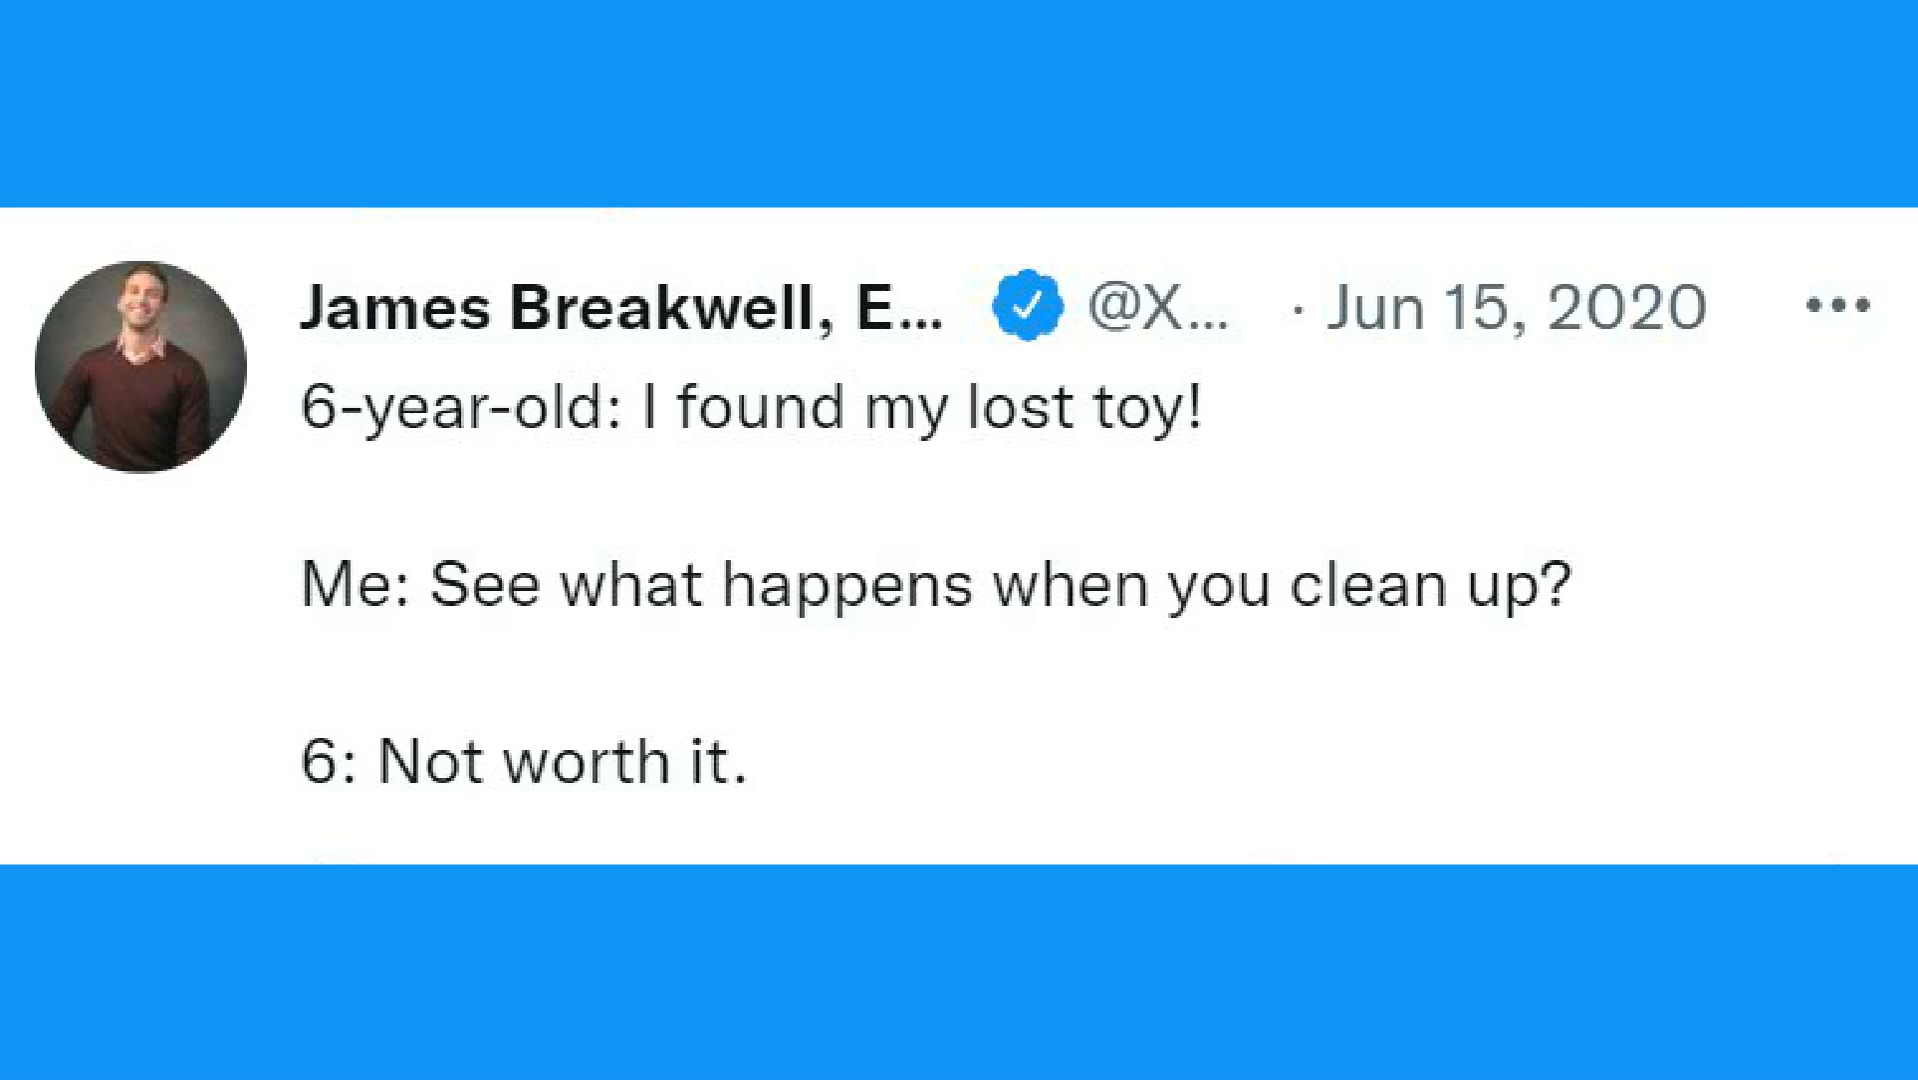 James Breakwell, E... @X... · Jun 15, 2020
6-year-old: I found my lost toy!
Me: See what happens when you clean up?
6: Not worth it.